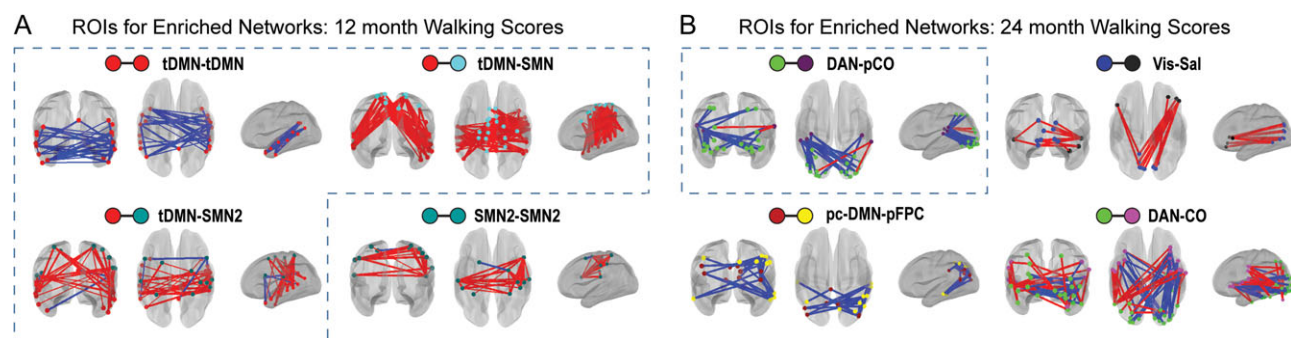 A ROIs for Enriched Networks: 12 month Walking Scores
tDMN-tDMN
tDMN-SMN
tDMN-SMN2
SMN2-SMN2
B ROIs for Enriched Networks: 24 month Walking Scores
DAN-pCO
Vis-Sal
pc-DMN-pFPC
DAN-CO